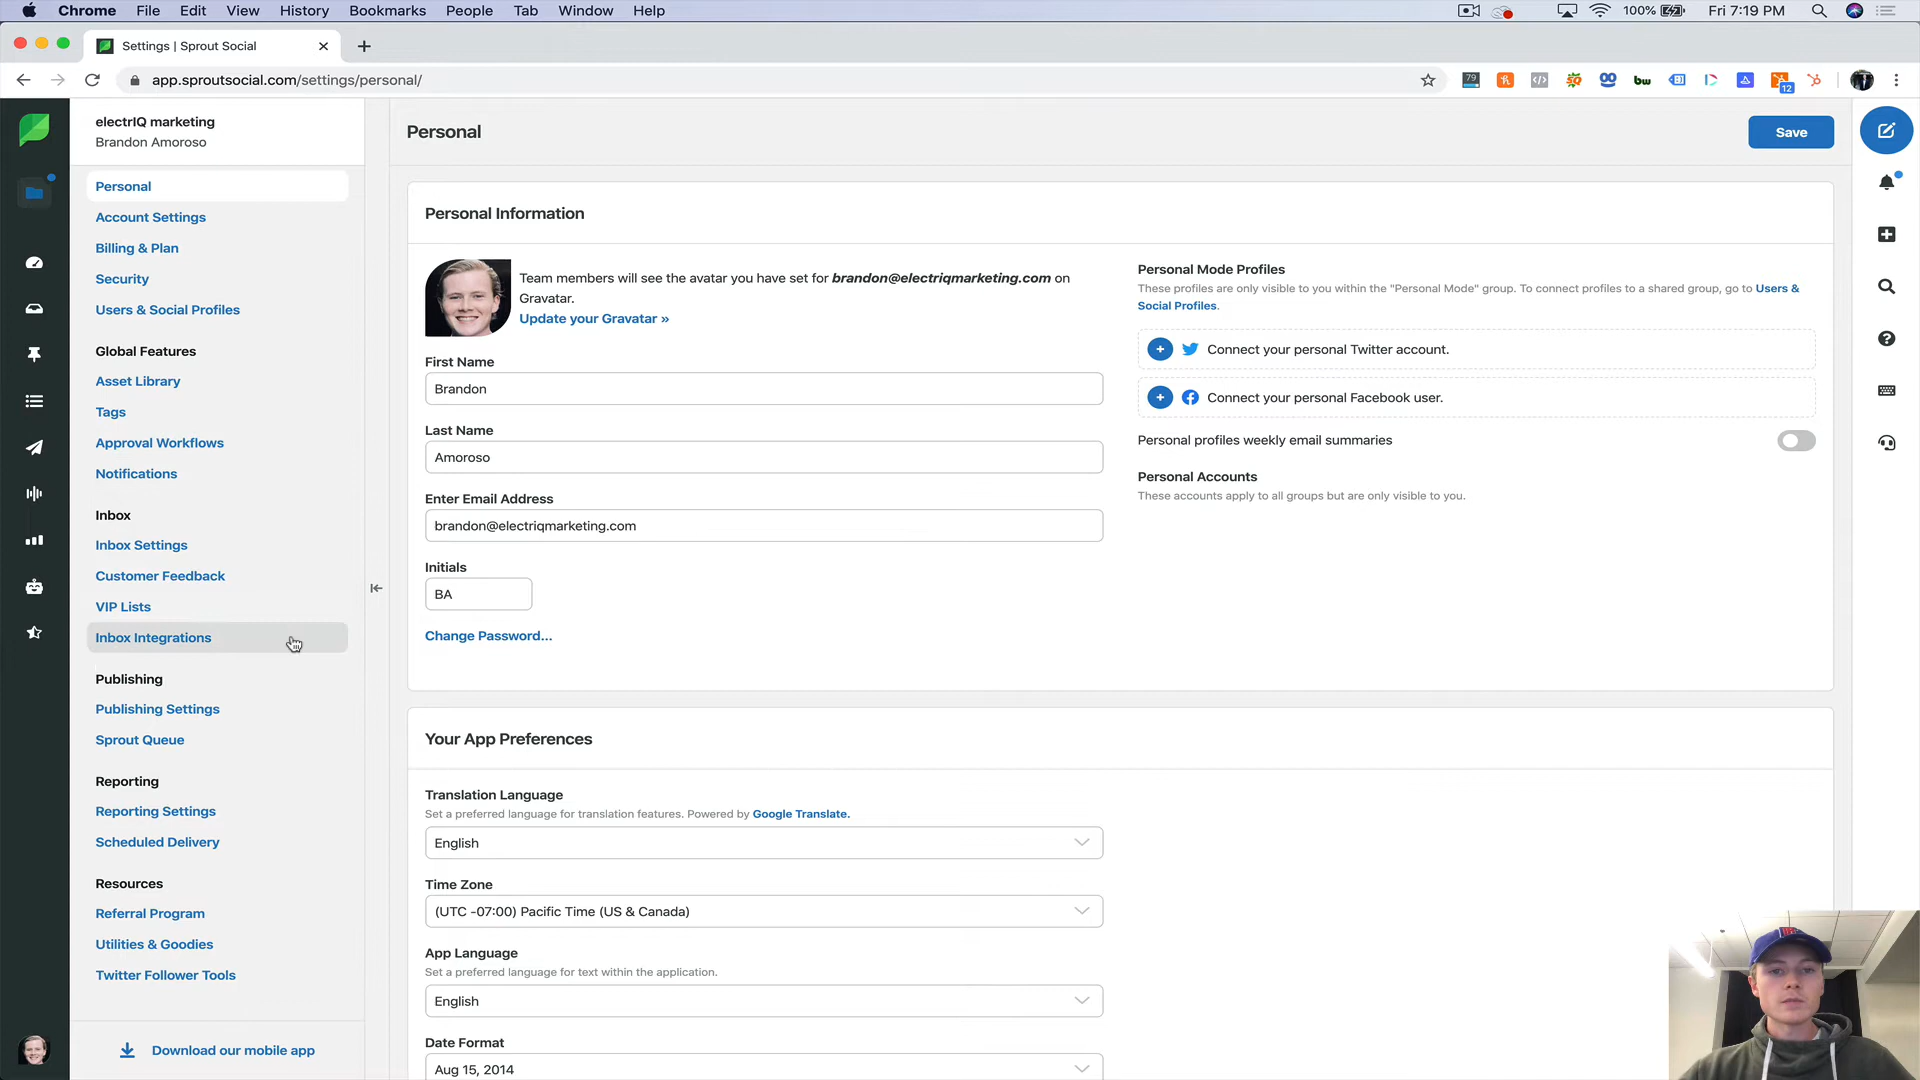 Chrome File Edit View History Bookmarks People Tab Window Help
100% Fri 7:19 PM
Settings | Sprout Social
app.sproutsocial.com/settings/personal/
79
bw
12
electrIQ marketing
Brandon Amoroso
Personal
Account Settings
Billing & Plan
Security
Users & Social Profiles
Global Features
Asset Library
Tags
Approval Workflows
Notifications
Inbox
Inbox Settings
Customer Feedback
VIP Lists
Inbox Integrations
Publishing
Publishing Settings
Sprout Queue
Reporting
Reporting Settings
Scheduled Delivery
Resources
Referral Program
Utilities & Goodies
Twitter Follower Tools
Download our mobile app
Personal
Save
Personal Information
Team members will see the avatar you have set for brandon@electriqmarketing.com on
Gravatar.
Update your Gravatar »
First Name
Brandon
Last Name
Amoroso
Enter Email Address
brandon@electriqmarketing.com
Initials
BA
Change Password...
Personal Mode Profiles
These profiles are only visible to you within the "Personal Mode" group. To connect profiles to a shared group, go to Users &
Social Profiles.
Connect your personal Twitter account.
Connect your personal Facebook user.
Personal profiles weekly email summaries
Personal Accounts
These accounts apply to all groups but are only visible to you.
Your App Preferences
Translation Language
Set a preferred language for translation features. Powered by Google Translate.
English
Time Zone
(UTC -07:00) Pacific Time (US & Canada)
App Language
Set a preferred language for text within the application.
English
Date Format
Aug 15, 2014